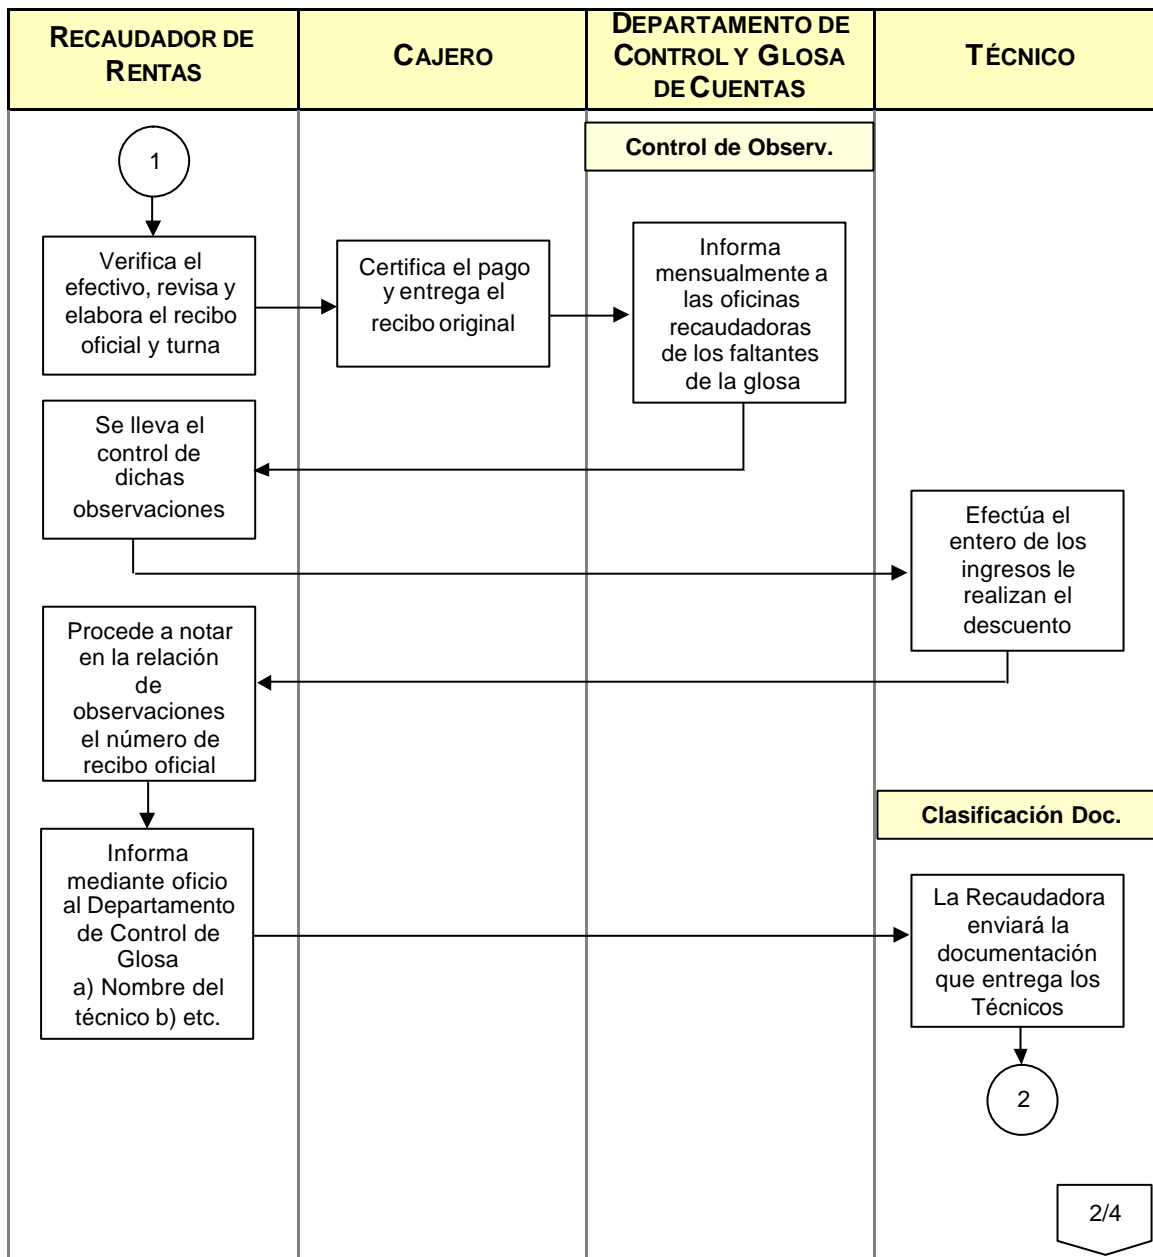 RECAUDADOR DE
RENTAS
CAJERO
DEPARTAMENTO DE
CONTROL Y GLOSA
DE CUENTAS
TÉCNICO
1
Control de Observ.
Verifica el
efectivo, revisa y
elabora el recibo
oficial y turna
Certifica el pago
y entrega el
recibo original
Informa
mensualmente a
las oficinas
recaudadoras
de los faltantes
de la glosa
Se lleva el
control de
dichas
observaciones
Efectúa el
entero de los
ingresos le
realizan el
descuento
Procede a notar
en la relación
de
observaciones
el número de
recibo oficial
Clasificación Doc.
Informa
mediante oficio
al Departamento
de Control de
Glosa
a) Nombre del
técnico b) etc.
La Recaudadora
enviará la
documentación
que entrega los
Técnicos
2
2/4